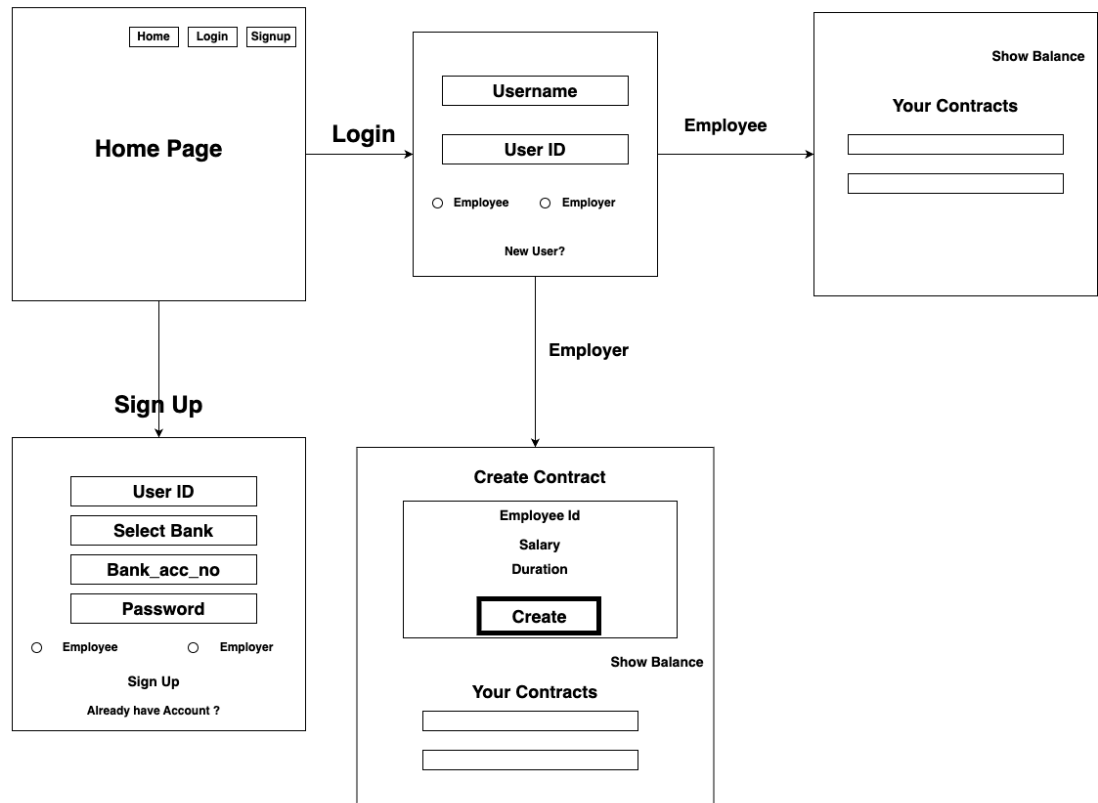 Home Login Signup
Home Page
Login
Username
User ID
Employee Employer
New User?
Employee
Show Balance
Your Contracts
Employer
Sign Up
User ID
Select Bank
Bank_acc_no
Password
Employee Employer
Sign Up
Already have Account ?
Create Contract
Employee Id
Salary
Duration
Create
Show Balance
Your Contracts